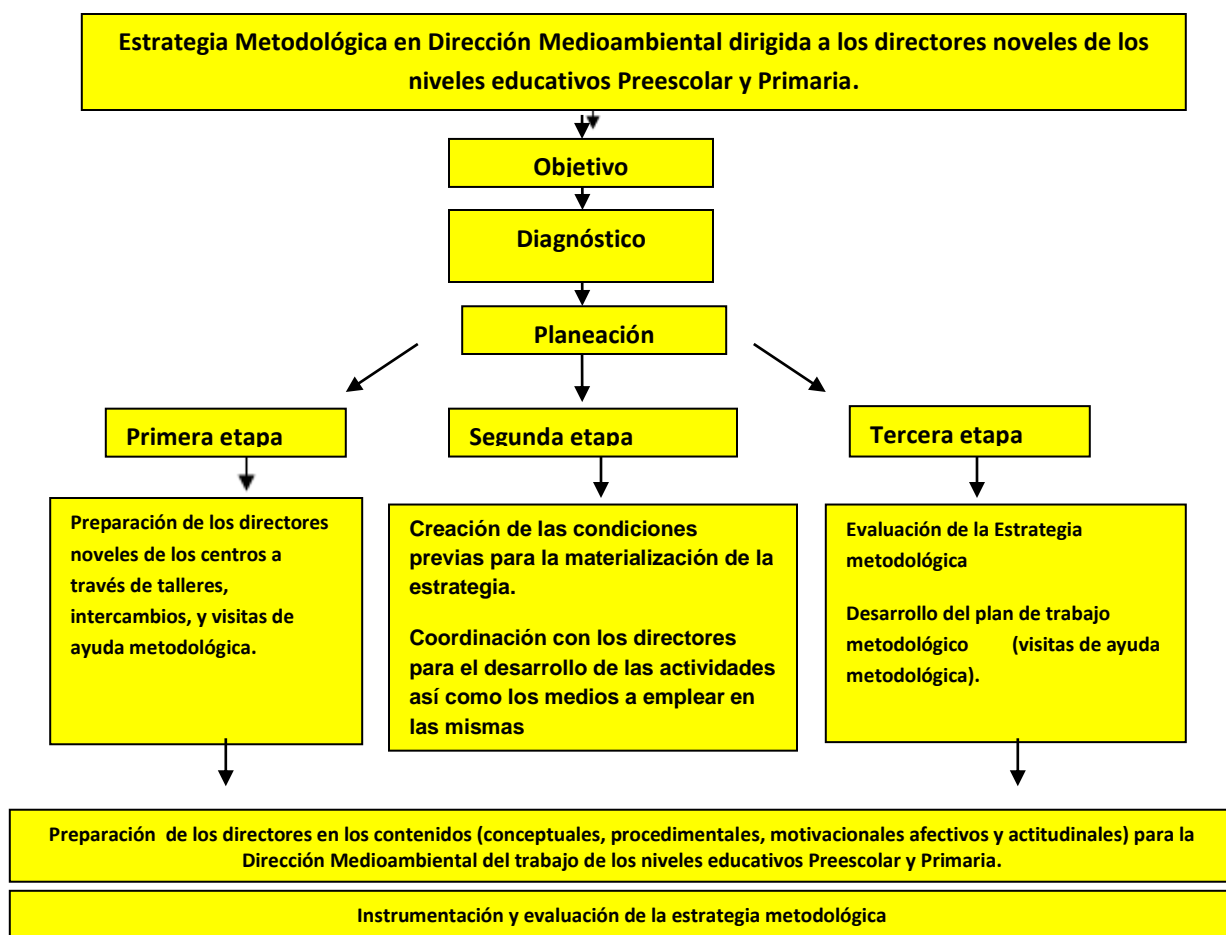 Estrategia Metodológica en Dirección Medioambiental dirigida a los directores noveles de los
niveles educativos Preescolar y Primaria.
Objetivo
Diagnóstico
Planeación
Primera etapa
Segunda etapa
Tercera etapa
Preparación de los directores
noveles de los centros a
través de talleres,
intercambios, y visitas de
ayuda metodológica.
Creación de las condiciones
previas para la materialización de la
estrategia.
Coordinación con los directores
para el desarrollo de las actividades
así como los medios a emplear en
las mismas
Evaluación de la Estrategia
metodológica
Desarrollo del plan de trabajo
metodológico (visitas de ayuda
metodológica).
Preparación de los directores en los contenidos (conceptuales, procedimentales, motivacionales afectivos y actitudinales) para la
Dirección Medioambiental del trabajo de los niveles educativos Preescolar y Primaria.
Instrumentación y evaluación de la estrategia metodológica